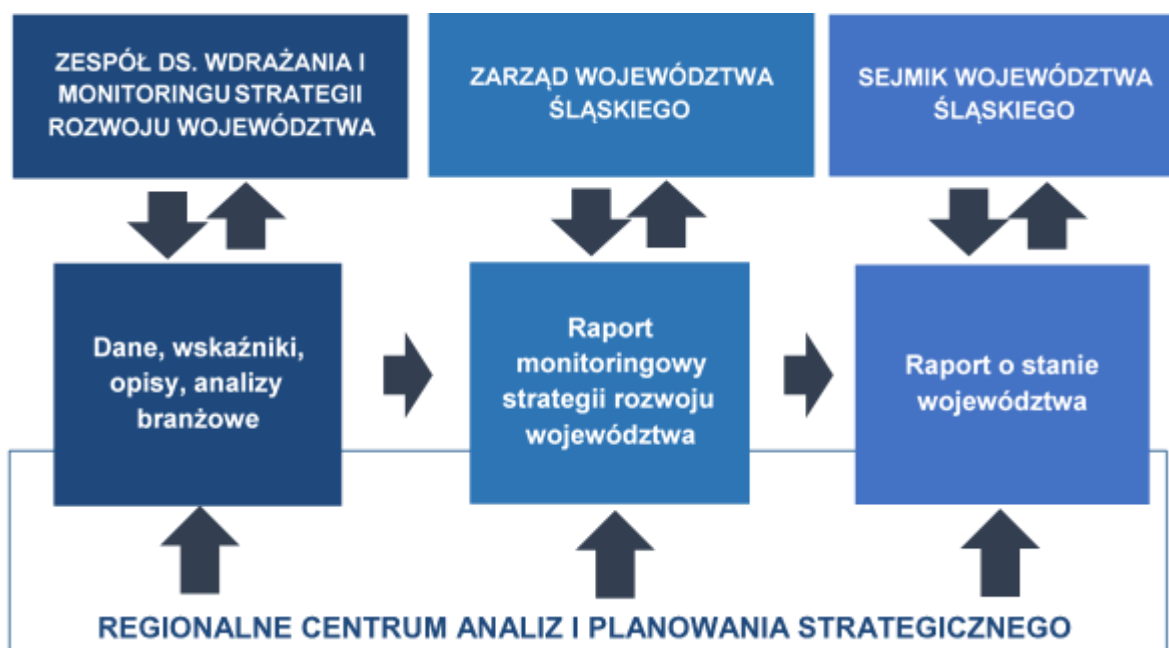 ZESPÓŁ DS. WDRAŻANIA I
MONITORINGU STRATEGII
ROZWOJU WOJEWÓDZTWA
ZARZĄD WOJEWÓDZTWA
ŚLĄSKIEGO
SEJMIK WOJEWÓDZTWA
ŚLĄSKIEGO
Dane, wskaźniki,
opisy, analizy
branżowe
Raport
monitoringowy
strategii rozwoju
województwa
Raport o stanie
województwa
REGIONALNE CENTRUM ANALIZ I PLANOWANIA STRATEGICZNEGO